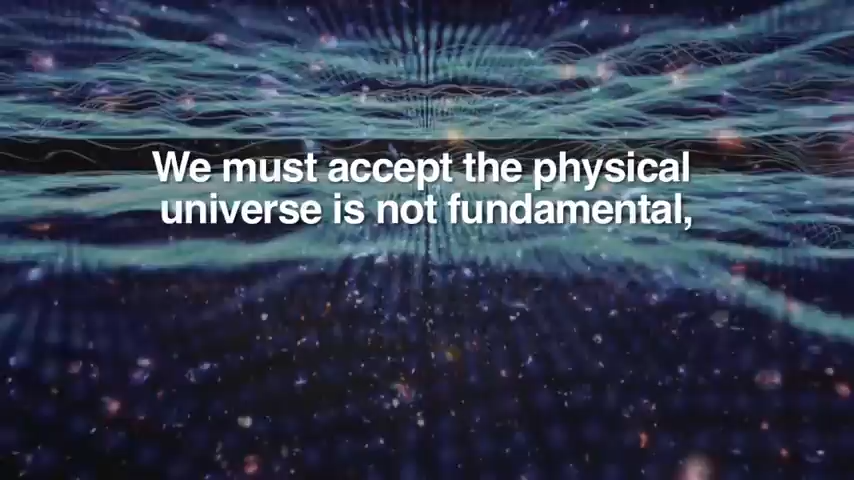 We must accept the physical
universe is not fundamental,